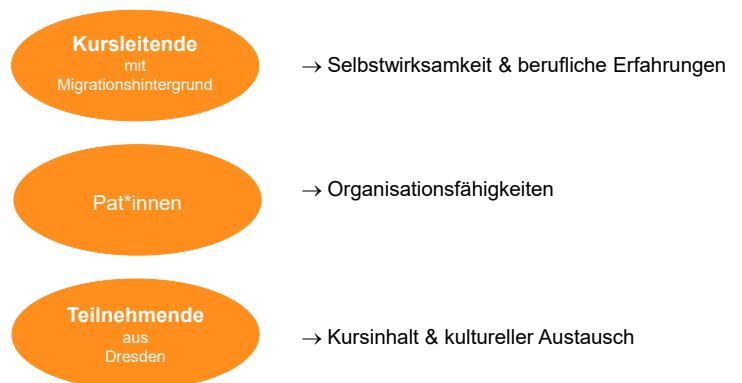 Kursleitende
mit
Migrationshintergrund
→ Selbstwirksamkeit & berufliche Erfahrungen
Pat*innen
→ Organisationsfähigkeiten
Teilnehmende
aus
Dresden
→ Kursinhalt & kultureller Austausch